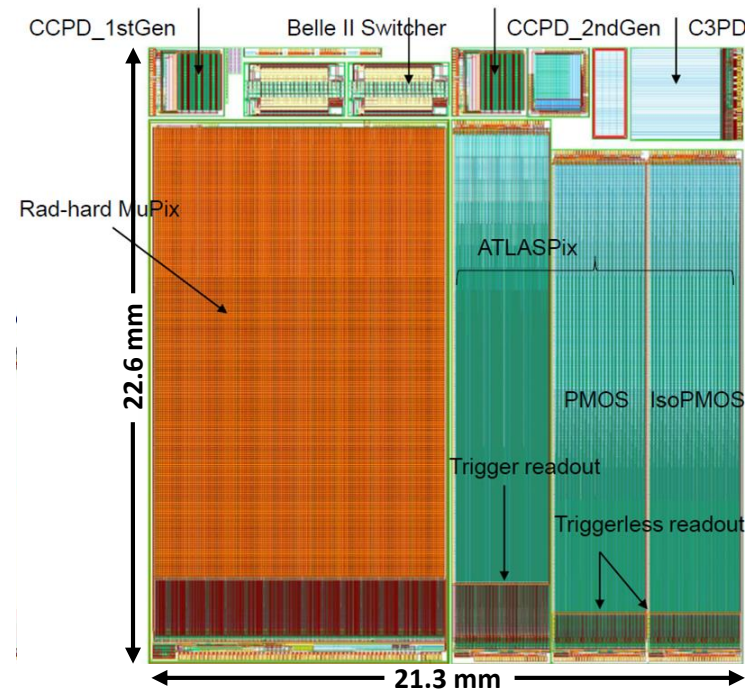 CCPD_1stGen
Belle II Switcher
CCPD_2ndGen
C3PD
Rad-hard MuPix
ATLASPix
22.6 mm
PMOS
IsoPMOS
Trigger readout
Triggerless readout
21.3 mm